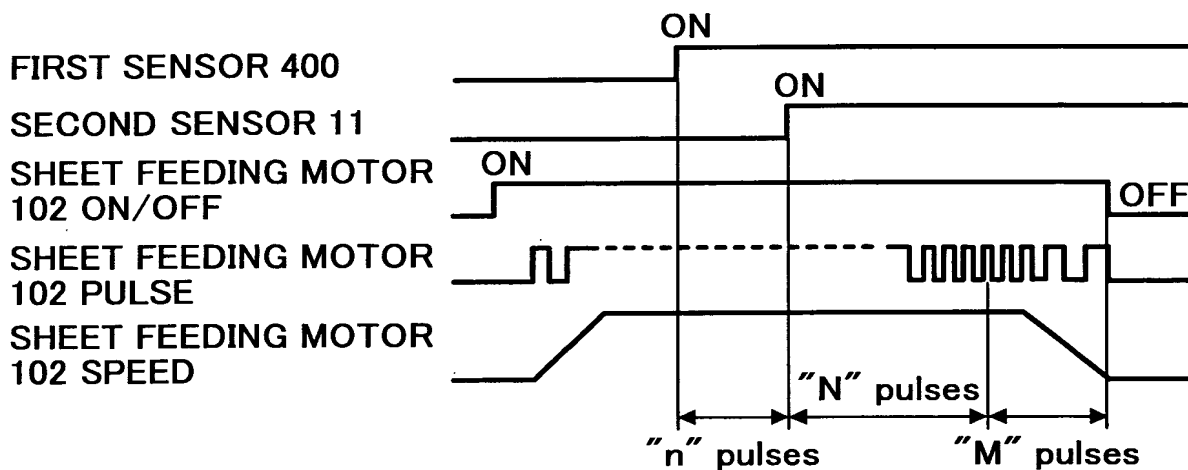 ON
FIRST SENSOR 400
ON
SECOND SENSOR 11
SHEET FEEDING MOTOR
102 ON/OFF
ON
OFF
SHEET FEEDING MOTOR
102 PULSE
SHEET FEEDING MOTOR
102 SPEED
"N" pulses
"n" pulses
"M" pulses